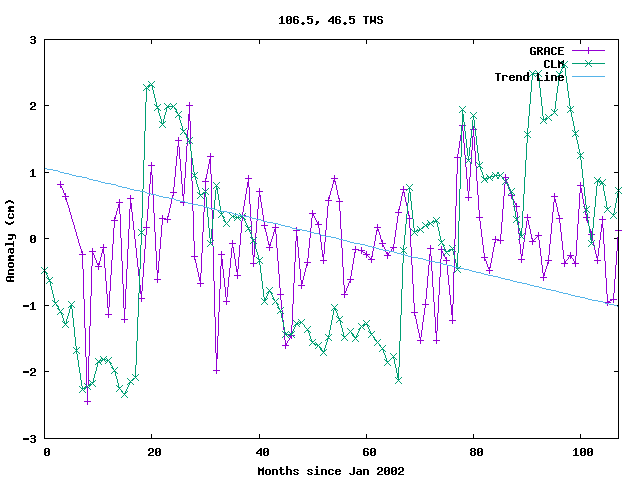 106.5, 46.5 TWS
GRACE
CLM
Trend Line
3
2
1
0
-1
-2
-3
Anomaly (cm)
0 20 40 60 80 100
Months since Jan 2002